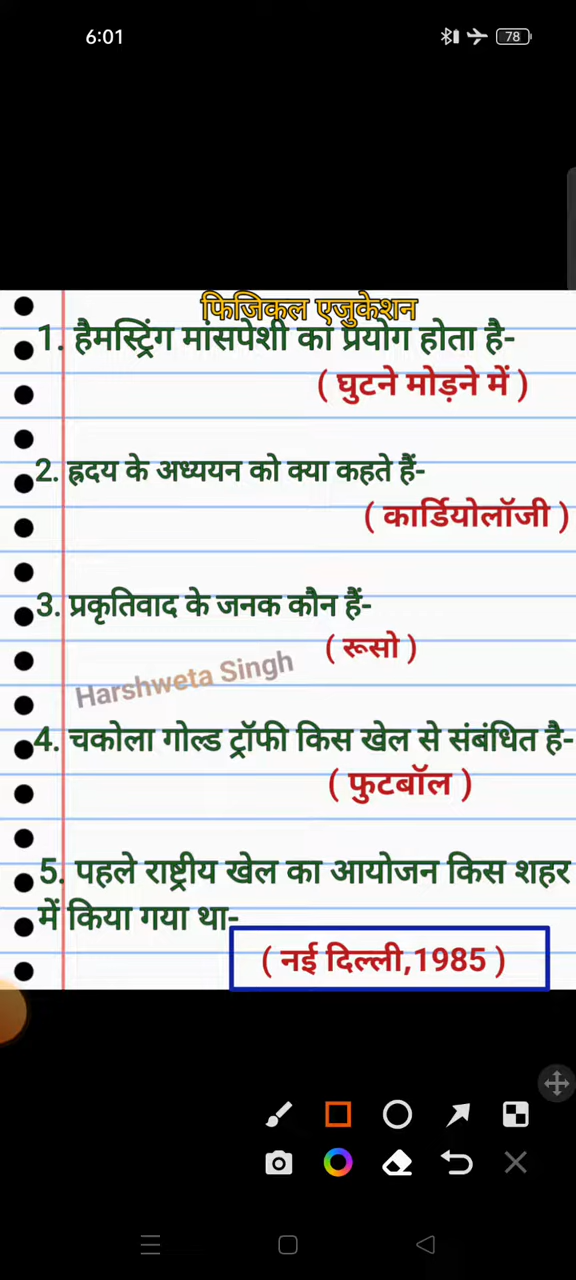 6:01
78
फिजिकल एजुकेशन
1. हैमस्ट्रिंग मांसपेशी का प्रयोग होता है-
( घुटने मोड़ने में )
2. ह्रदय के अध्ययन को क्या कहते हैं-
( कार्डियोलॉजी )
3. प्रकृतिवाद के जनक कौन हैं-
( रूसो )
Harshweta Singh
4. चकोला गोल्ड ट्रॉफी किस खेल से संबंधित है-
( फुटबॉल )
5. पहले राष्ट्रीय खेल का आयोजन किस शहर
में किया गया था-
( नई दिल्ली,1985 )